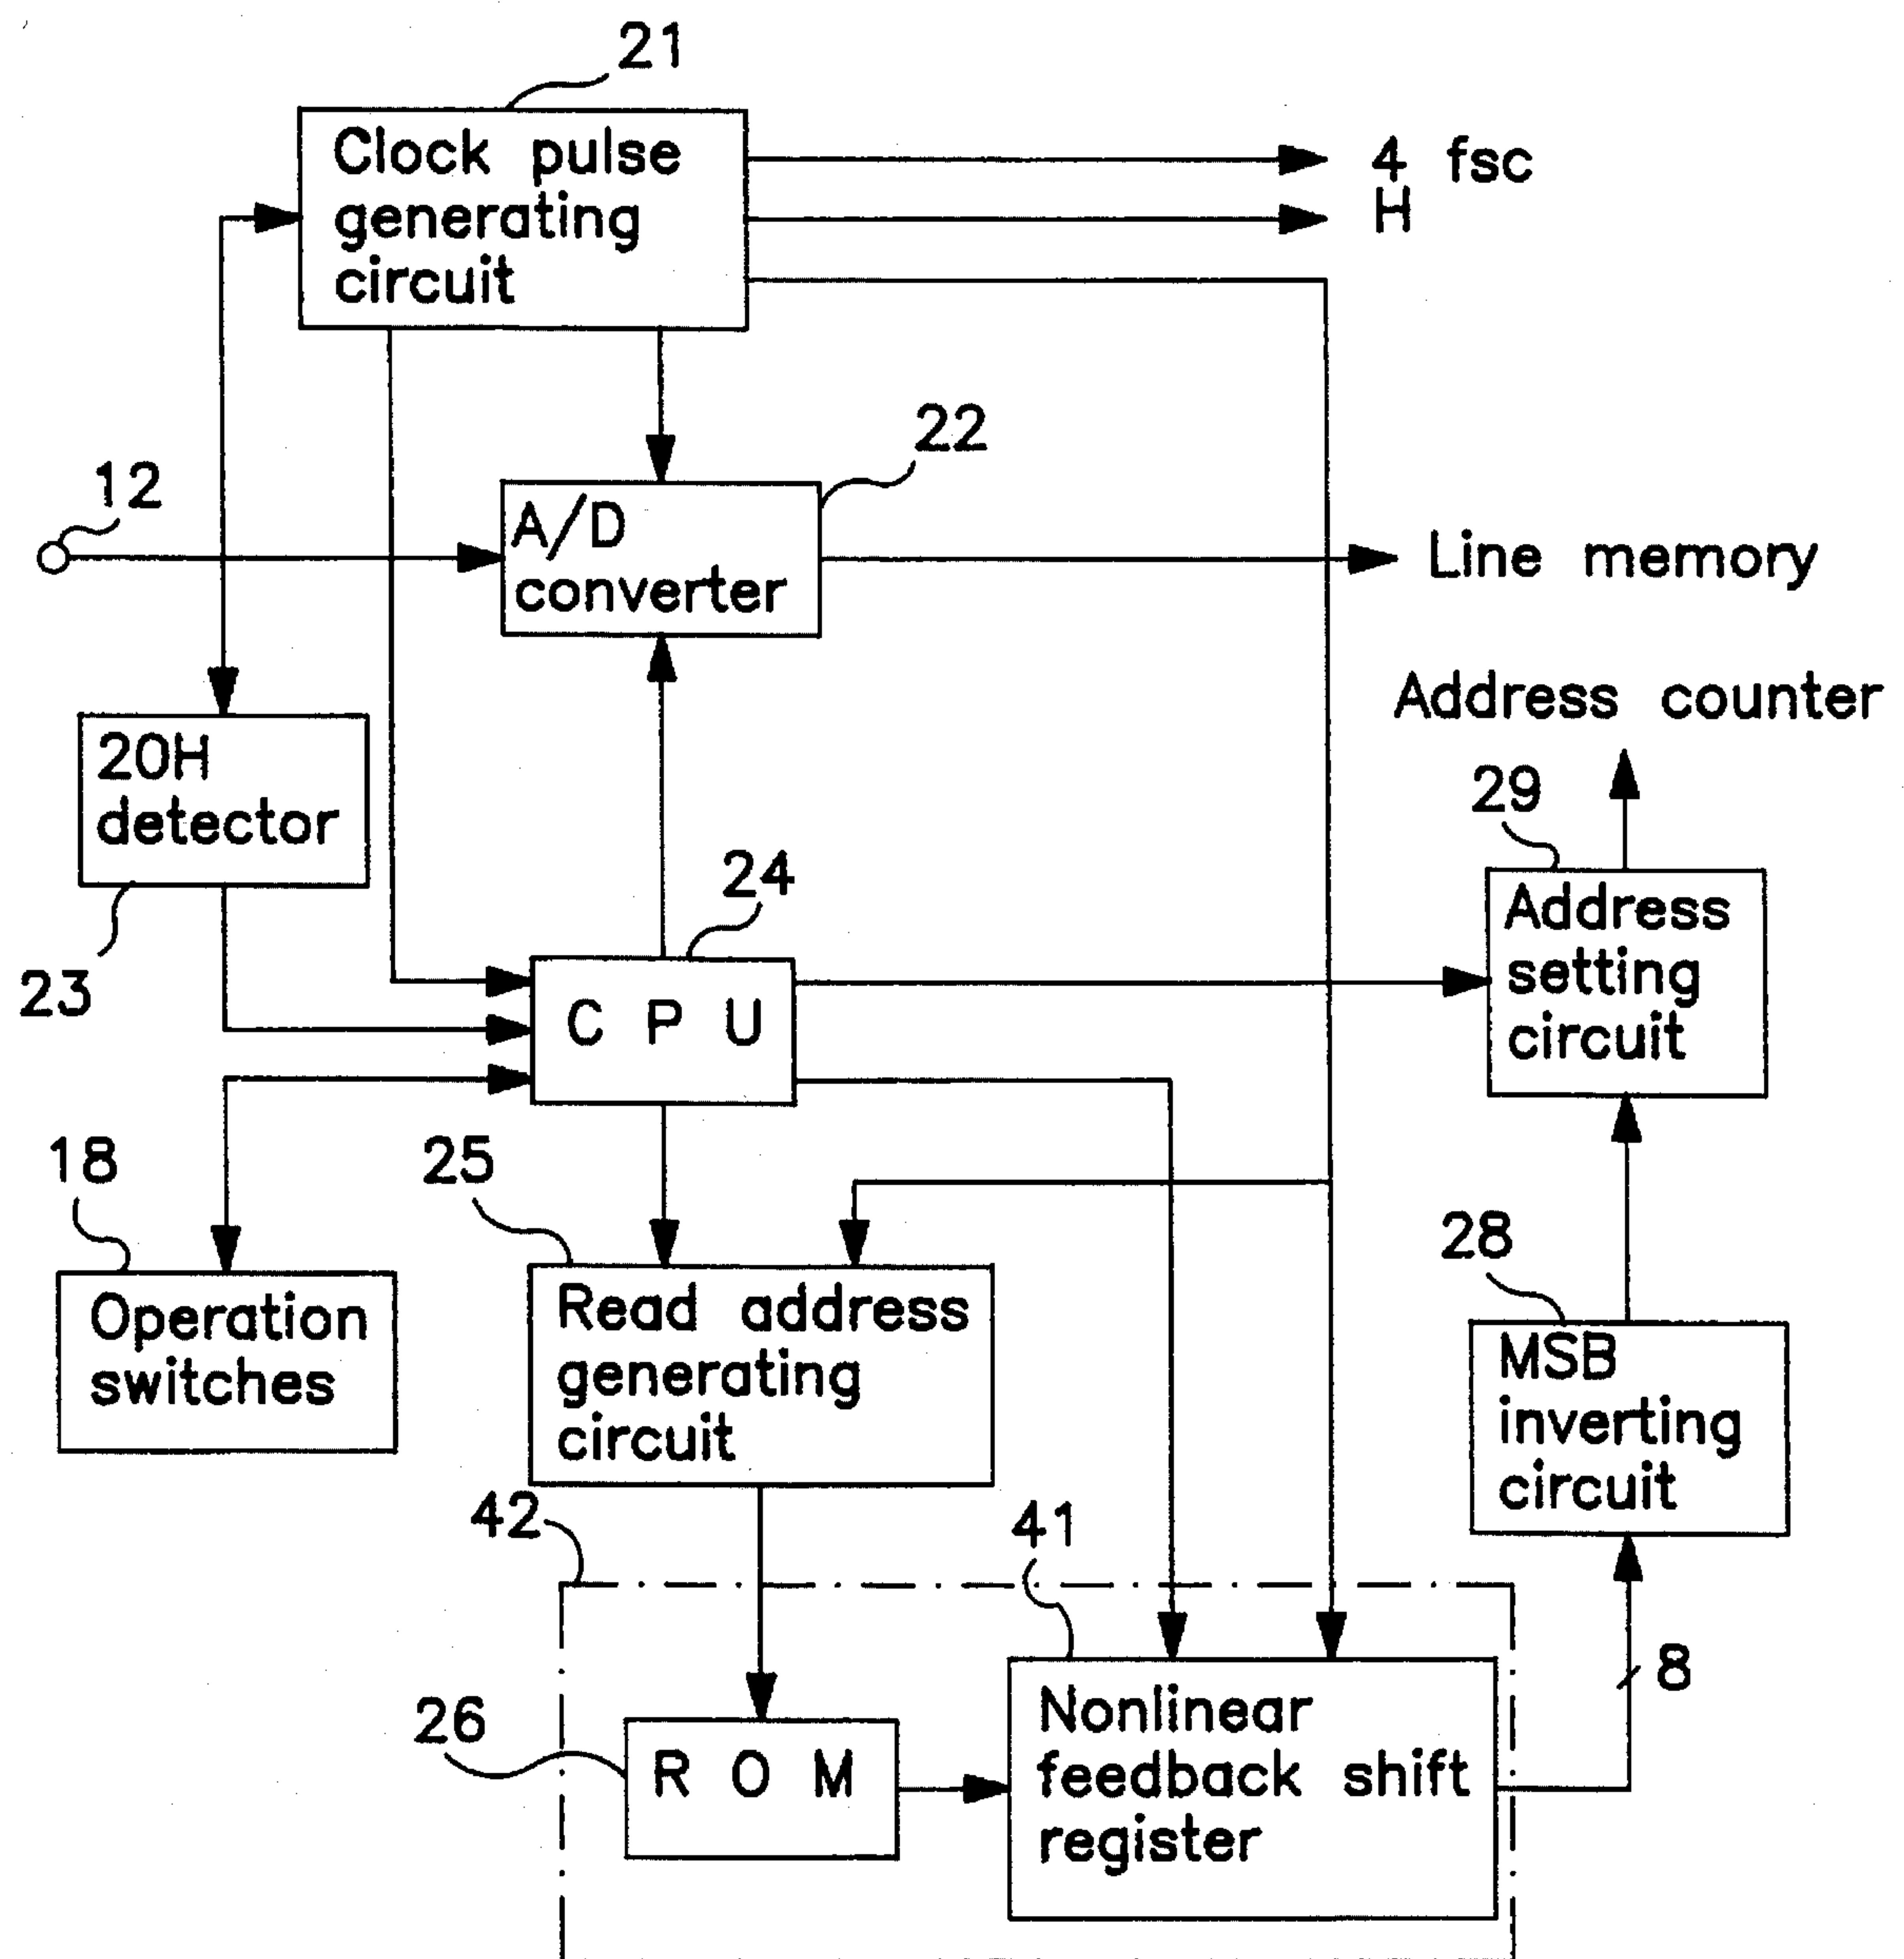 21
Clock pulse
generating
circuit
4 fsc
H
22
12
A/D
converter
Line memory
Address counter
20H
detector
29
24
23
C P U
Address
setting
circuit
18
25
28
Operation
switches
Read address
generating
circuit
MSB
inverting
circuit
42
41
8
26
R O M
Nonlinear
feedback shift
register